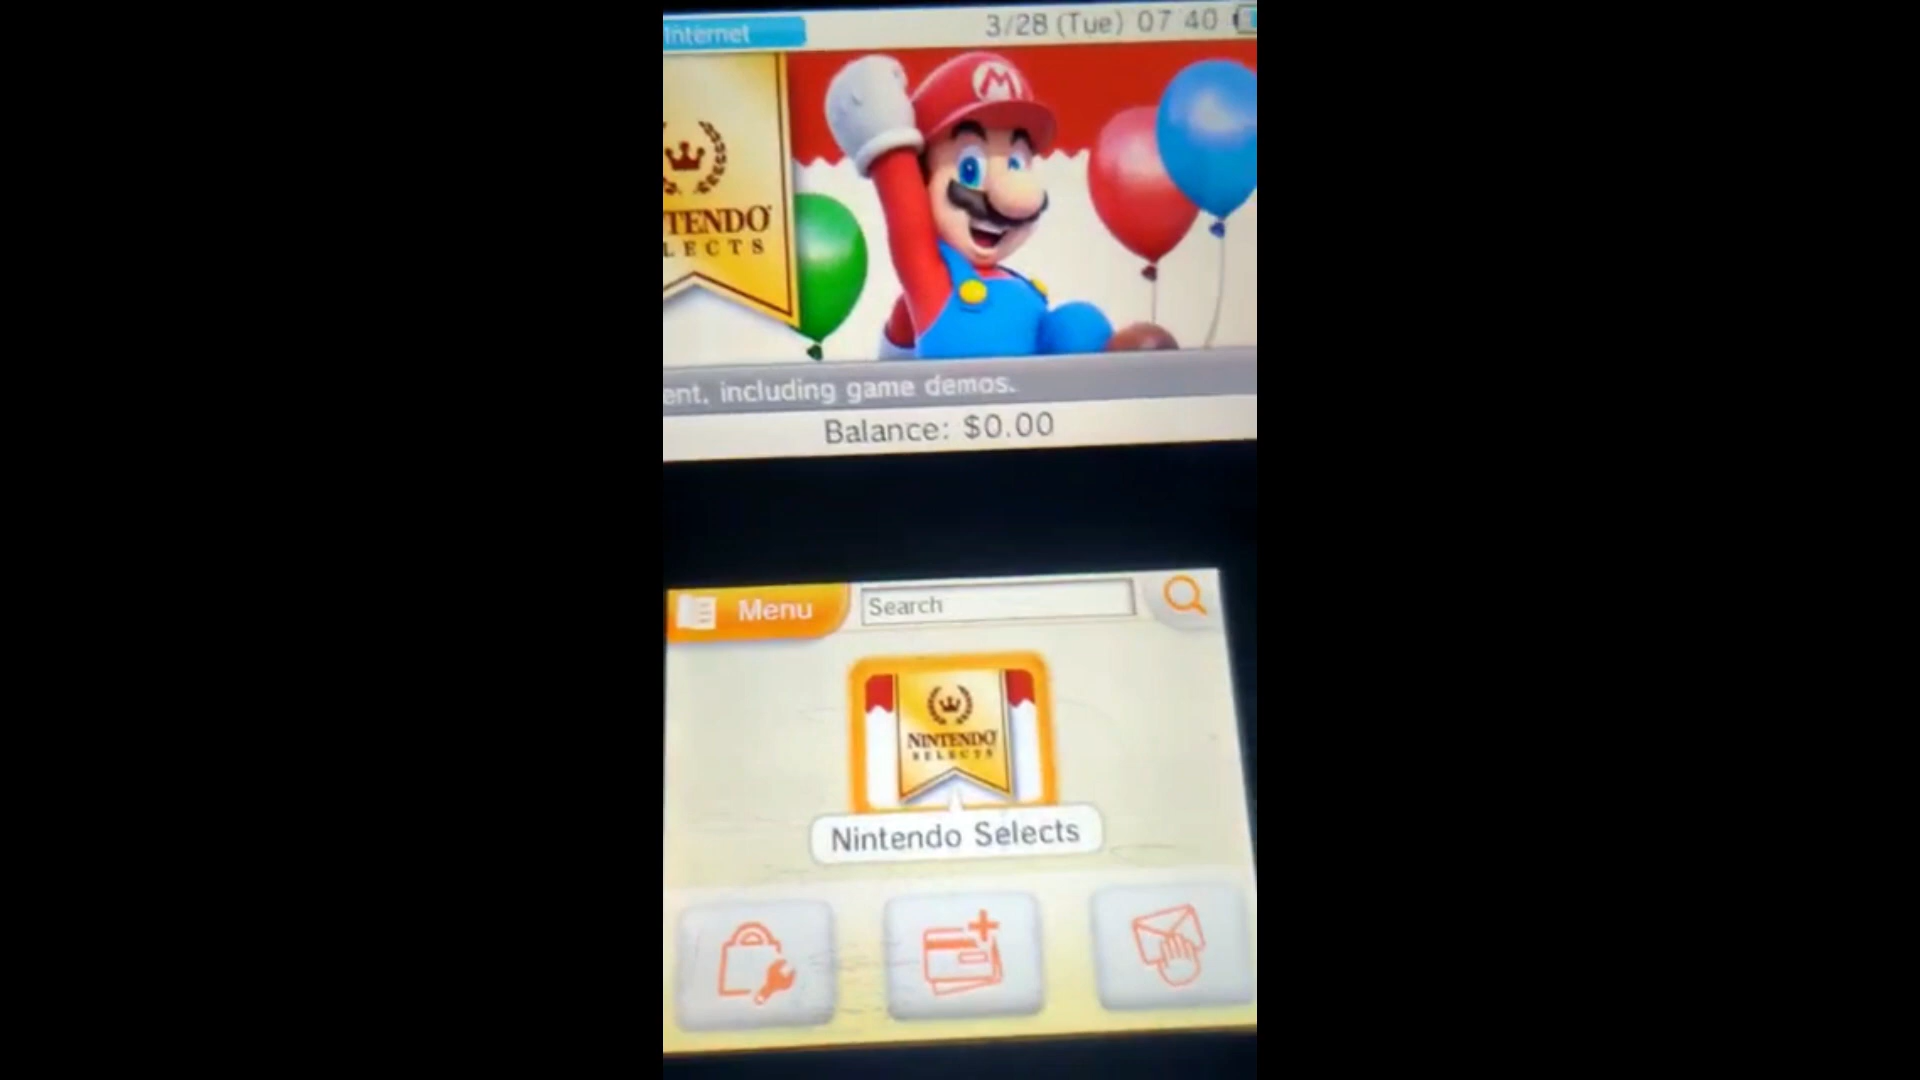 Internet
3/28 (Tue) 07 40
M
TENDO
LECTS
ent, including game demos.
Balance: $0.00
Menu
Search
NINTENDO
SELECTS
Nintendo Selects